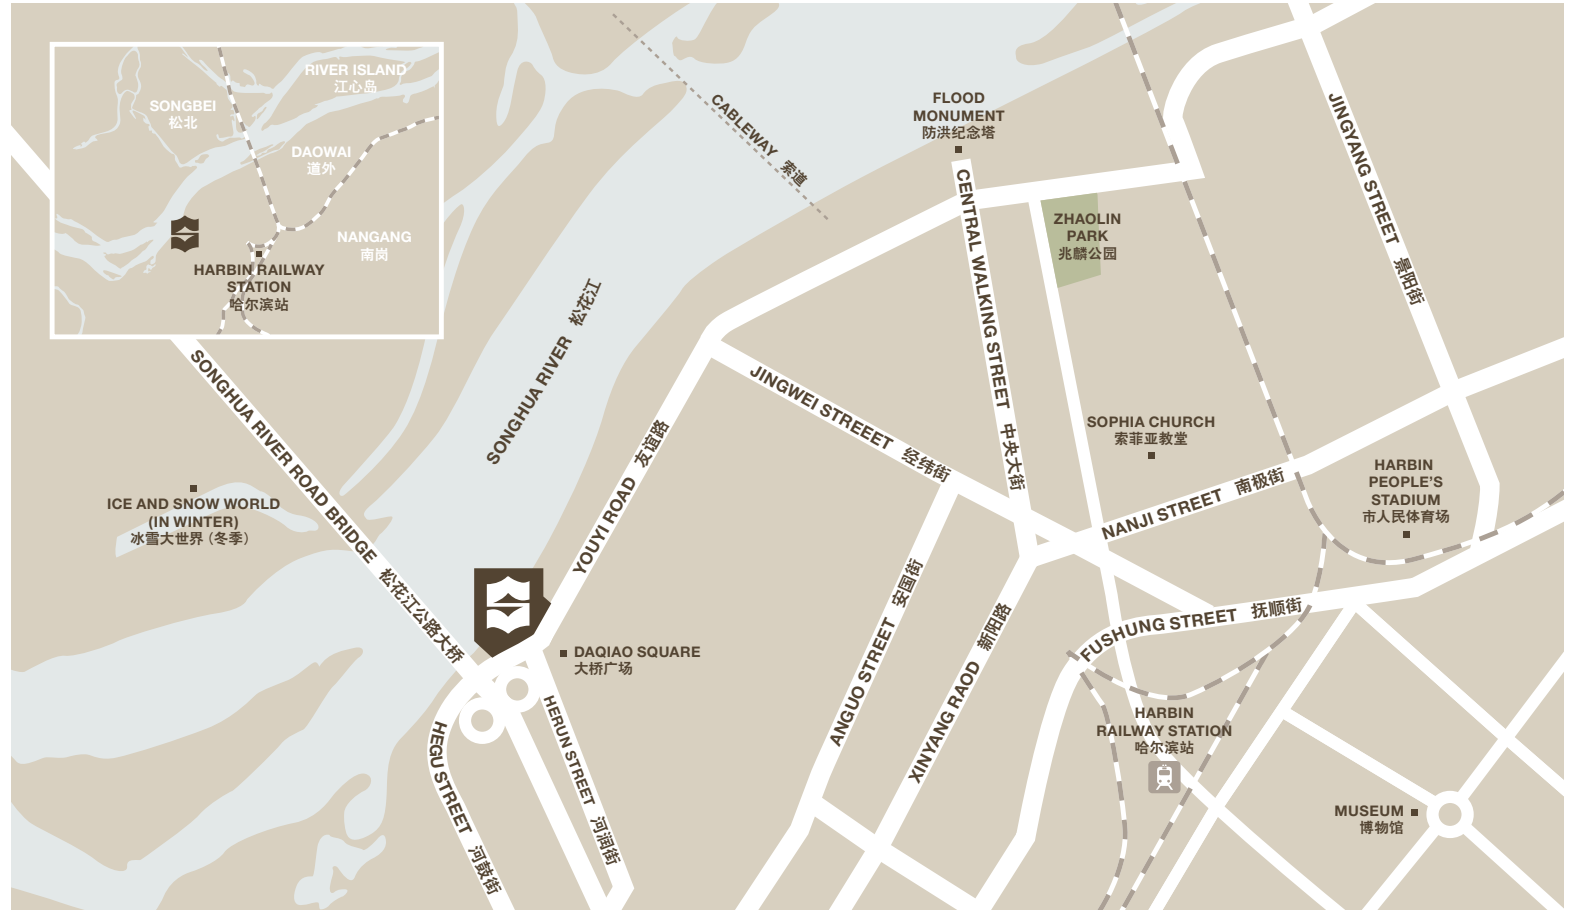 RIVER ISLAND
江心岛
SONGBEI
松北
DAOWAI
道外
NANGANG
南岗
HARBIN RAILWAY
STATION
哈尔滨站
CABLEWAY 索道
FLOOD
MONUMENT
防洪纪念塔
CENTRAL WALKING STREET 中央大街
ZHAOLIN
PARK
兆麟公园
JINGYANG STREET 景阳街
SONGHUA RIVER 松花江
SONGHUA RIVER ROAD BRIDGE 松花江公路大桥
YOUYI ROAD 友谊路
JINGWEI STREEET 经纬街
SOPHIA CHURCH
索菲亚教堂
NANJI STREET 南极街
HARBIN
PEOPLE'S
STADIUM
市人民体育场
ICE AND SNOW WORLD
(IN WINTER)
冰雪大世界（冬季）
DAQIAO SQUARE
大桥广场
ANGUO STREET 安国街
XINYANG RAOD 新阳路
FUSHUNG STREET 抚顺街
HEGU STREET 河鼓街
HERUN STREET 河润街
HARBIN
RAILWAY STATION
哈尔滨站
MUSEUM
博物馆